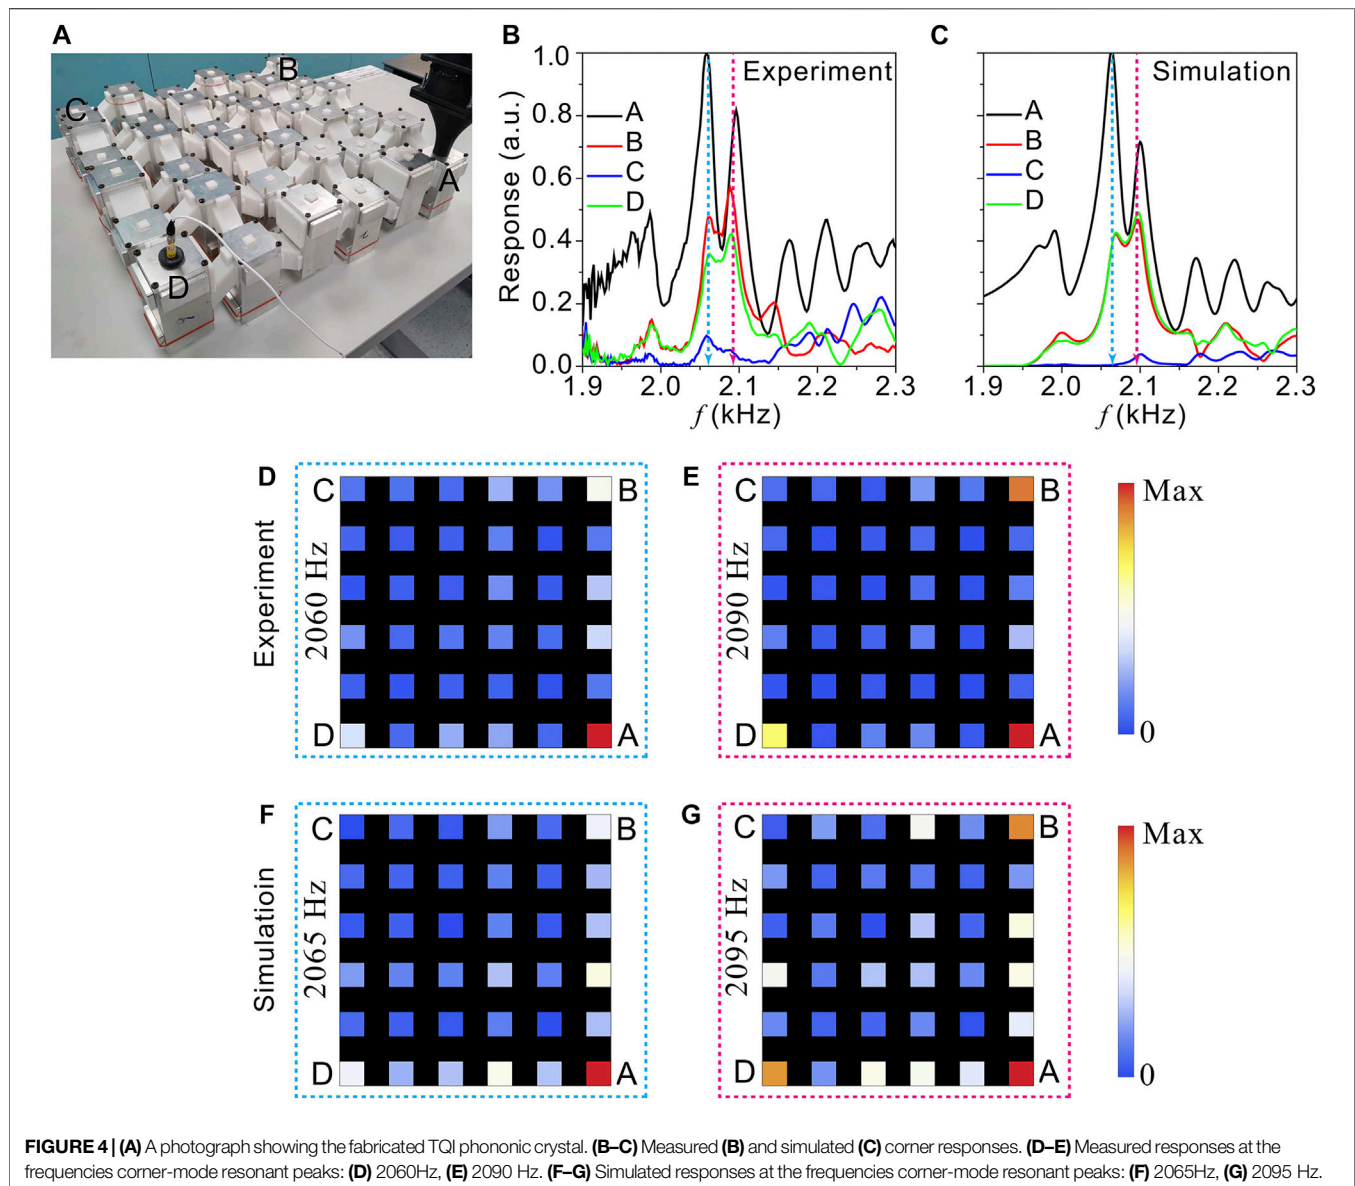 A
B
C
A
D
B
Experiment
Response (a.u.)
1.0
0.8
0.6
0.4
0.2
0.0
A
B
C
D
1.9
2.0
2.1
2.2
2.3
f (kHz)
C
Simulation
A
B
C
D
1.9
2.0
2.1
2.2
2.3
f (kHz)
Experiment
D
2060 Hz
C
B
D
A
E
2090 Hz
C
B
D
A
Max
0
Simulatioin
F
2065 Hz
C
B
D
A
G
2095 Hz
C
B
D
A
Max
0
FIGURE 4 | (A) A photograph showing the fabricated TQI phononic crystal. (B–C) Measured (B) and simulated (C) corner responses. (D–E) Measured responses at the
frequencies corner-mode resonant peaks: (D) 2060Hz, (E) 2090 Hz. (F–G) Simulated responses at the frequencies corner-mode resonant peaks: (F) 2065Hz, (G) 2095 Hz.